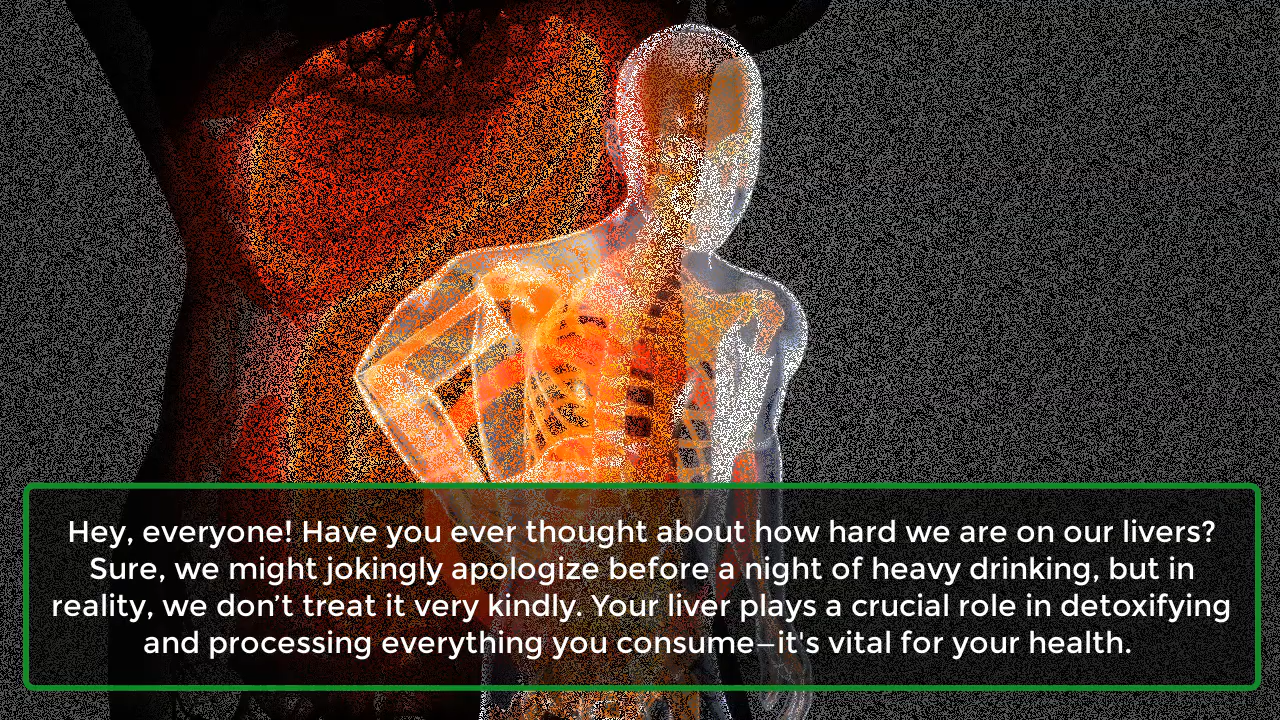 Hey, everyone! Have you ever thought about how hard we are on our livers?
Sure, we might jokingly apologize before a night of heavy drinking, but in
reality, we don’t treat it very kindly. Your liver plays a crucial role in detoxifying
and processing everything you consume—it's vital for your health.